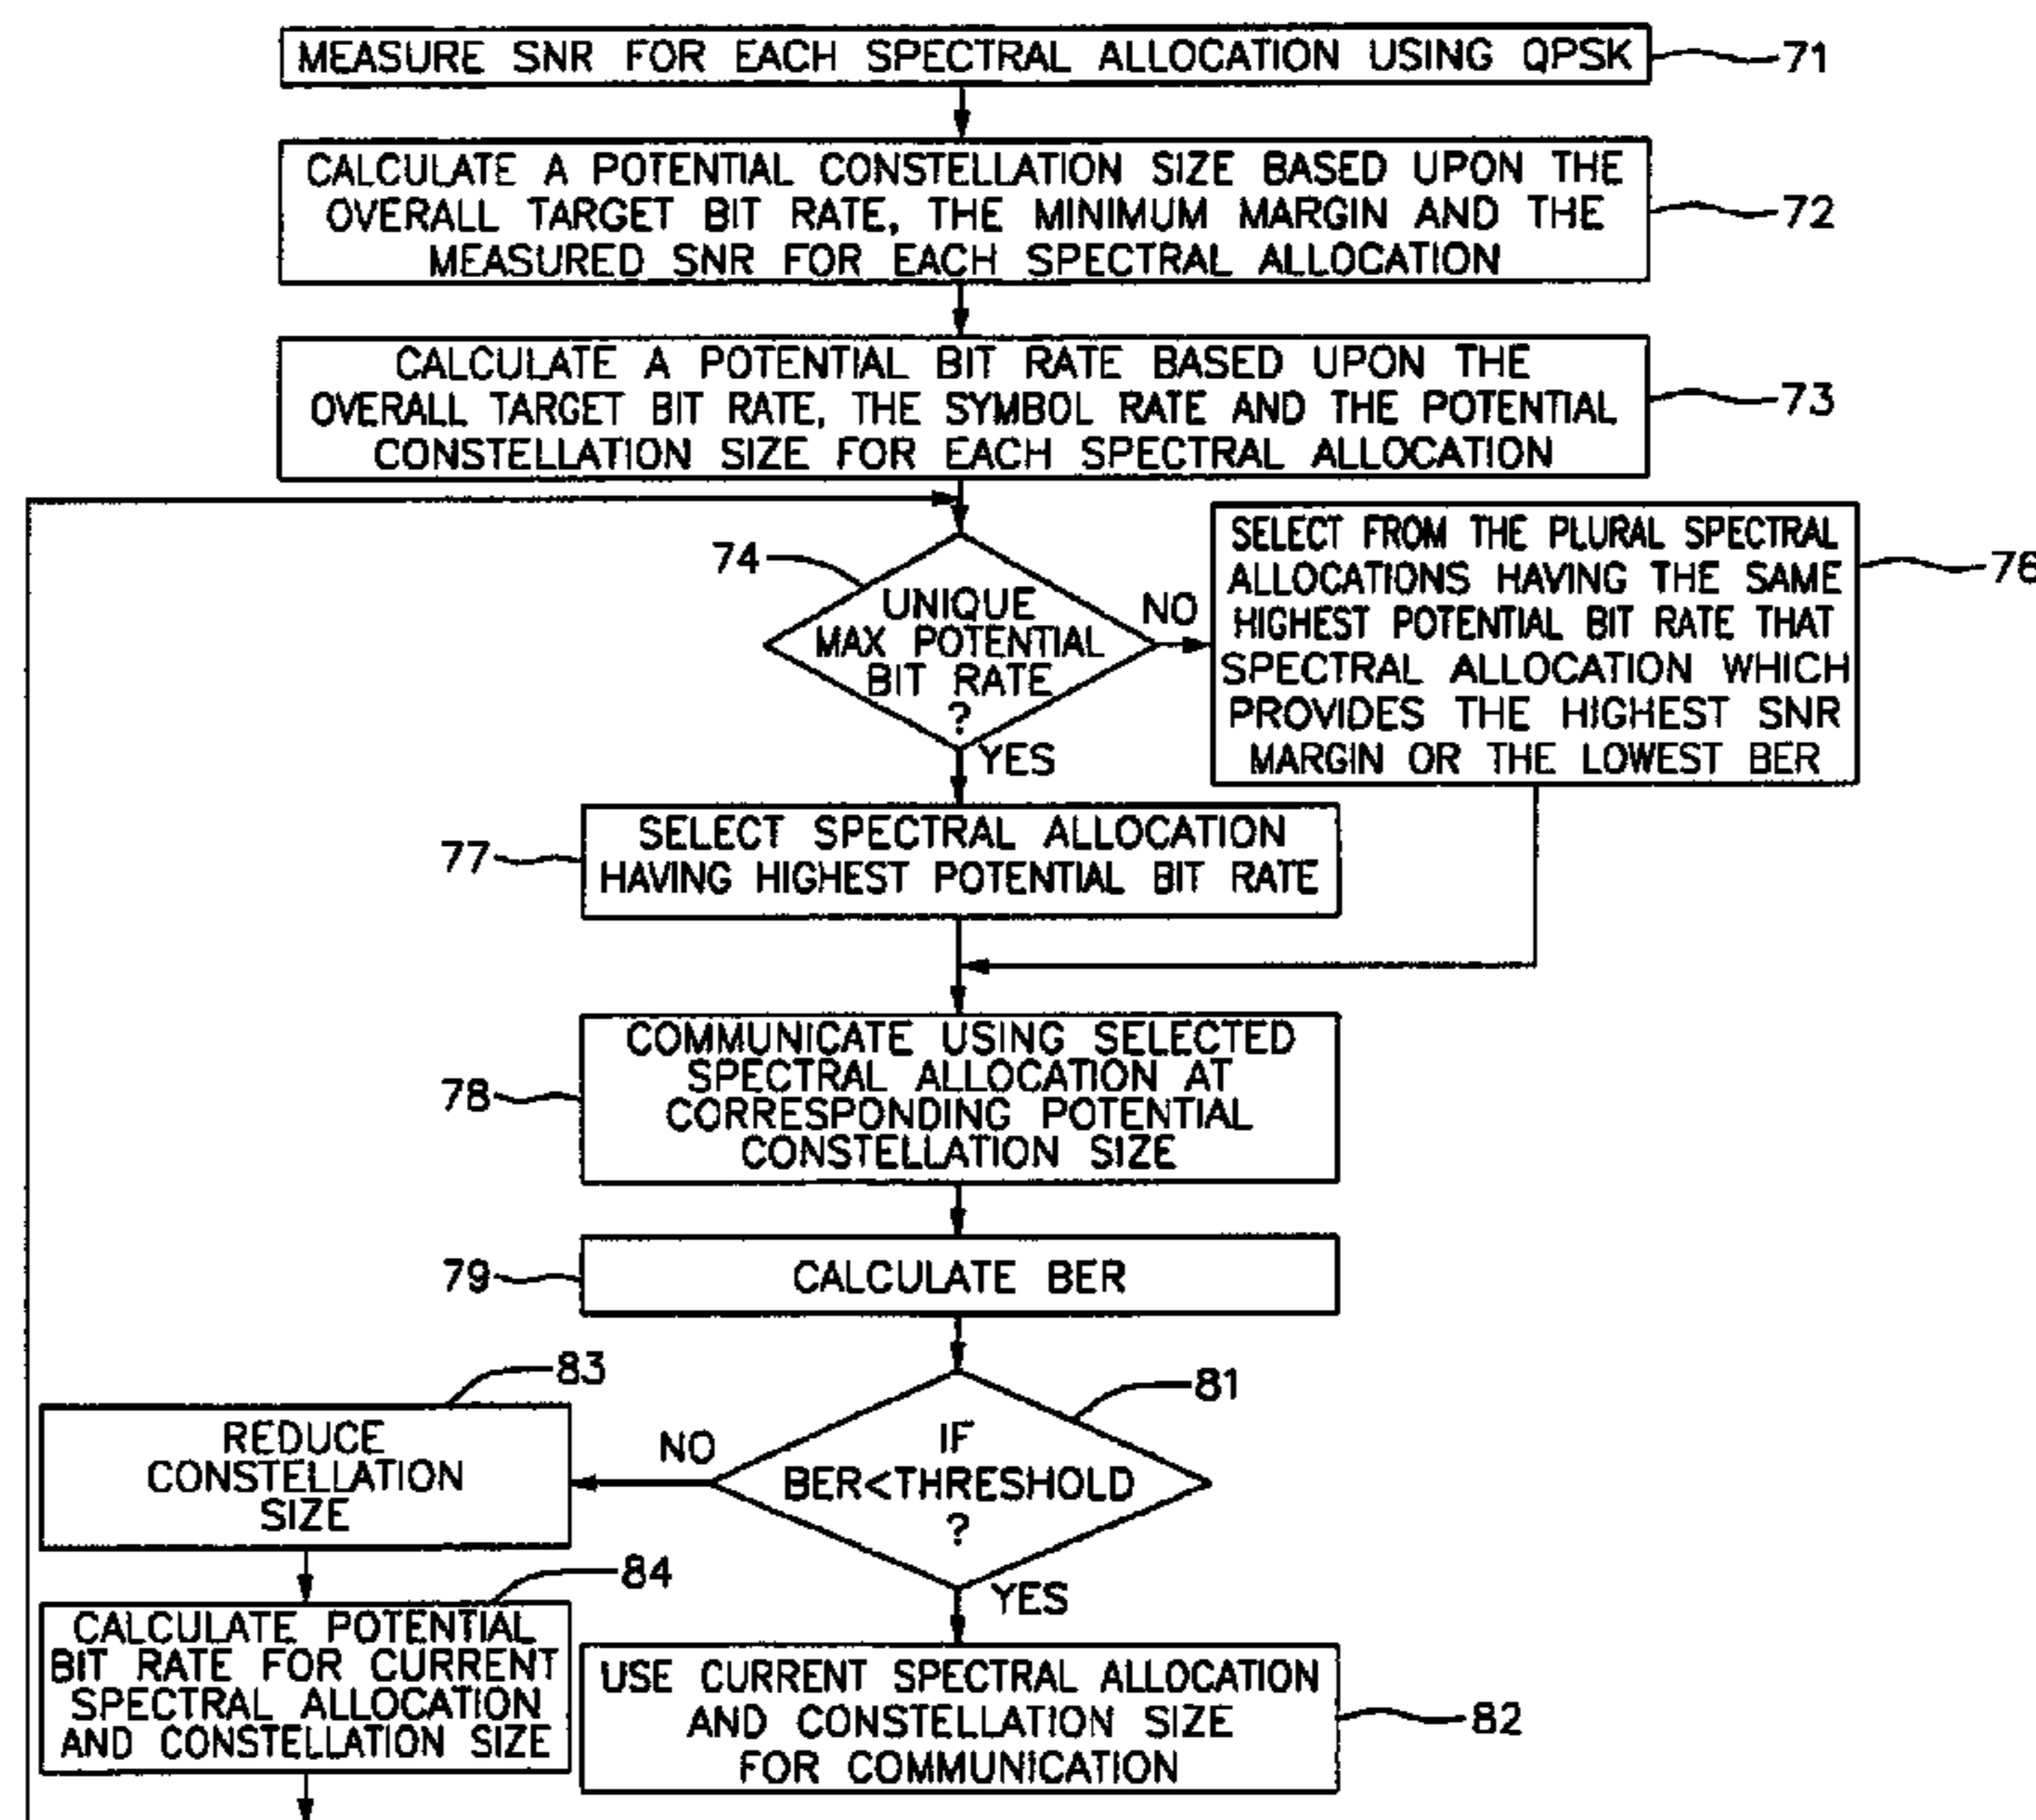 MEASURE SNR FOR EACH SPECTRAL ALLOCATION USING QPSK
71
CALCULATE A POTENTIAL CONSTELLATION SIZE BASED UPON THE
OVERALL TARGET BIT RATE, THE MINIMUM MARGIN AND THE
MEASURED SNR FOR EACH SPECTRAL ALLOCATION
72
CALCULATE A POTENTIAL BIT RATE BASED UPON THE
OVERALL TARGET BIT RATE, THE SYMBOL RATE AND THE POTENTIAL
CONSTELLATION SIZE FOR EACH SPECTRAL ALLOCATION
73
74
UNIQUE
MAX POTENTIAL
BIT RATE
?
NO
YES
SELECT FROM THE PLURAL SPECTRAL
ALLOCATIONS HAVING THE SAME
HIGHEST POTENTIAL BIT RATE THAT
SPECTRAL ALLOCATION WHICH
PROVIDES THE HIGHEST SNR
MARGIN OR THE LOWEST BER
77
SELECT SPECTRAL ALLOCATION
HAVING HIGHEST POTENTIAL BIT RATE
78
COMMUNICATE USING SELECTED
SPECTRAL ALLOCATION AT
CORRESPONDING POTENTIAL
CONSTELLATION SIZE
79
CALCULATE BER
81
IF
BER<THRESHOLD
?
NO
YES
83
REDUCE
CONSTELLATION
SIZE
84
CALCULATE POTENTIAL
BIT RATE FOR CURRENT
SPECTRAL ALLOCATION
AND CONSTELLATION SIZE
USE CURRENT SPECTRAL ALLOCATION
AND CONSTELLATION SIZE
FOR COMMUNICATION
82